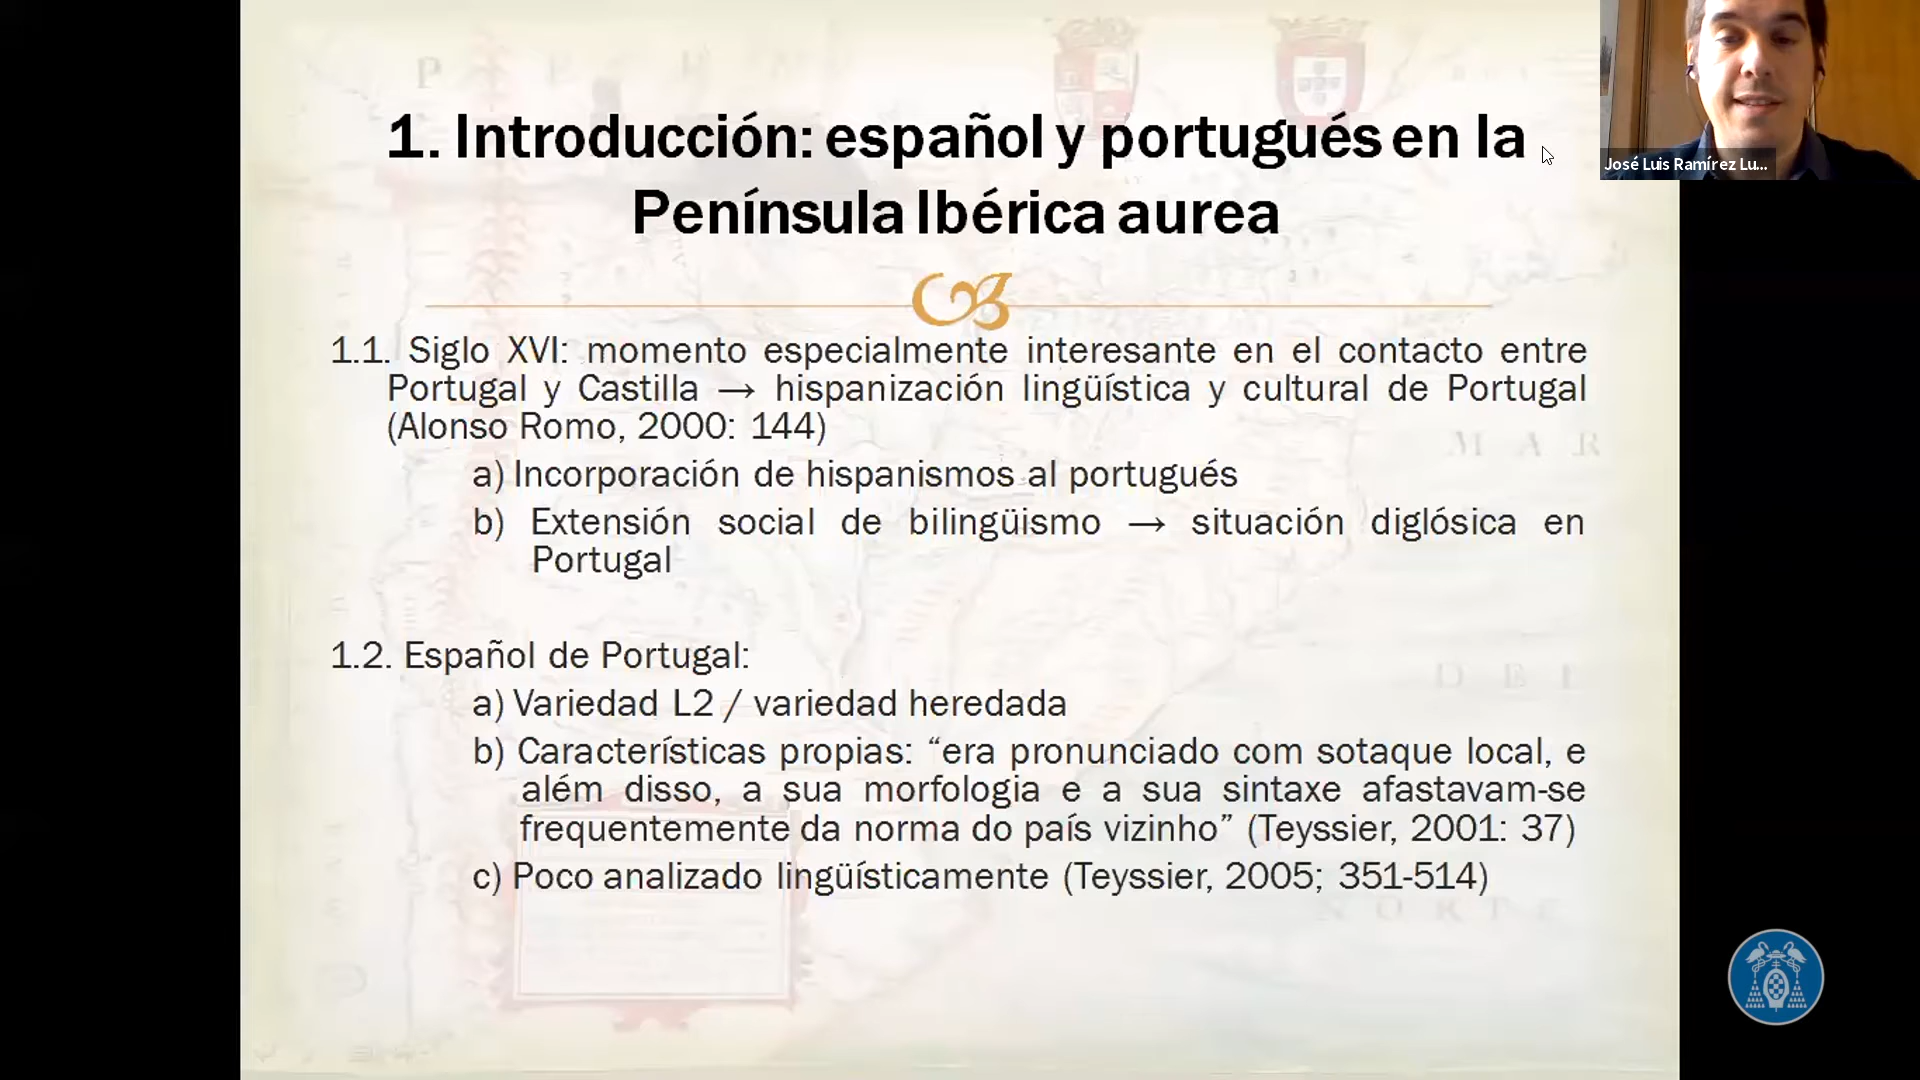 1. Introducción: español y portugués en la
Península Ibérica aurea
José Luis Ramírez Lu...
1.1. Siglo XVI: momento especialmente interesante en el contacto entre
Portugal y Castilla → hispanización lingüística y cultural de Portugal
(Alonso Romo, 2000: 144)
a) Incorporación de hispanismos al portugués
b) Extensión social de bilingüismo → situación diglósica en
Portugal
1.2. Español de Portugal:
a) Variedad L2 / variedad heredada
b) Características propias: “era pronunciado com sotaque local, e
além disso, a sua morfologia e a sua sintaxe afastavam-se
frequentemente da norma do país vizinho” (Teyssier, 2001: 37)
c) Poco analizado lingüísticamente (Teyssier, 2005; 351-514)
MAR
DEL
NORTE